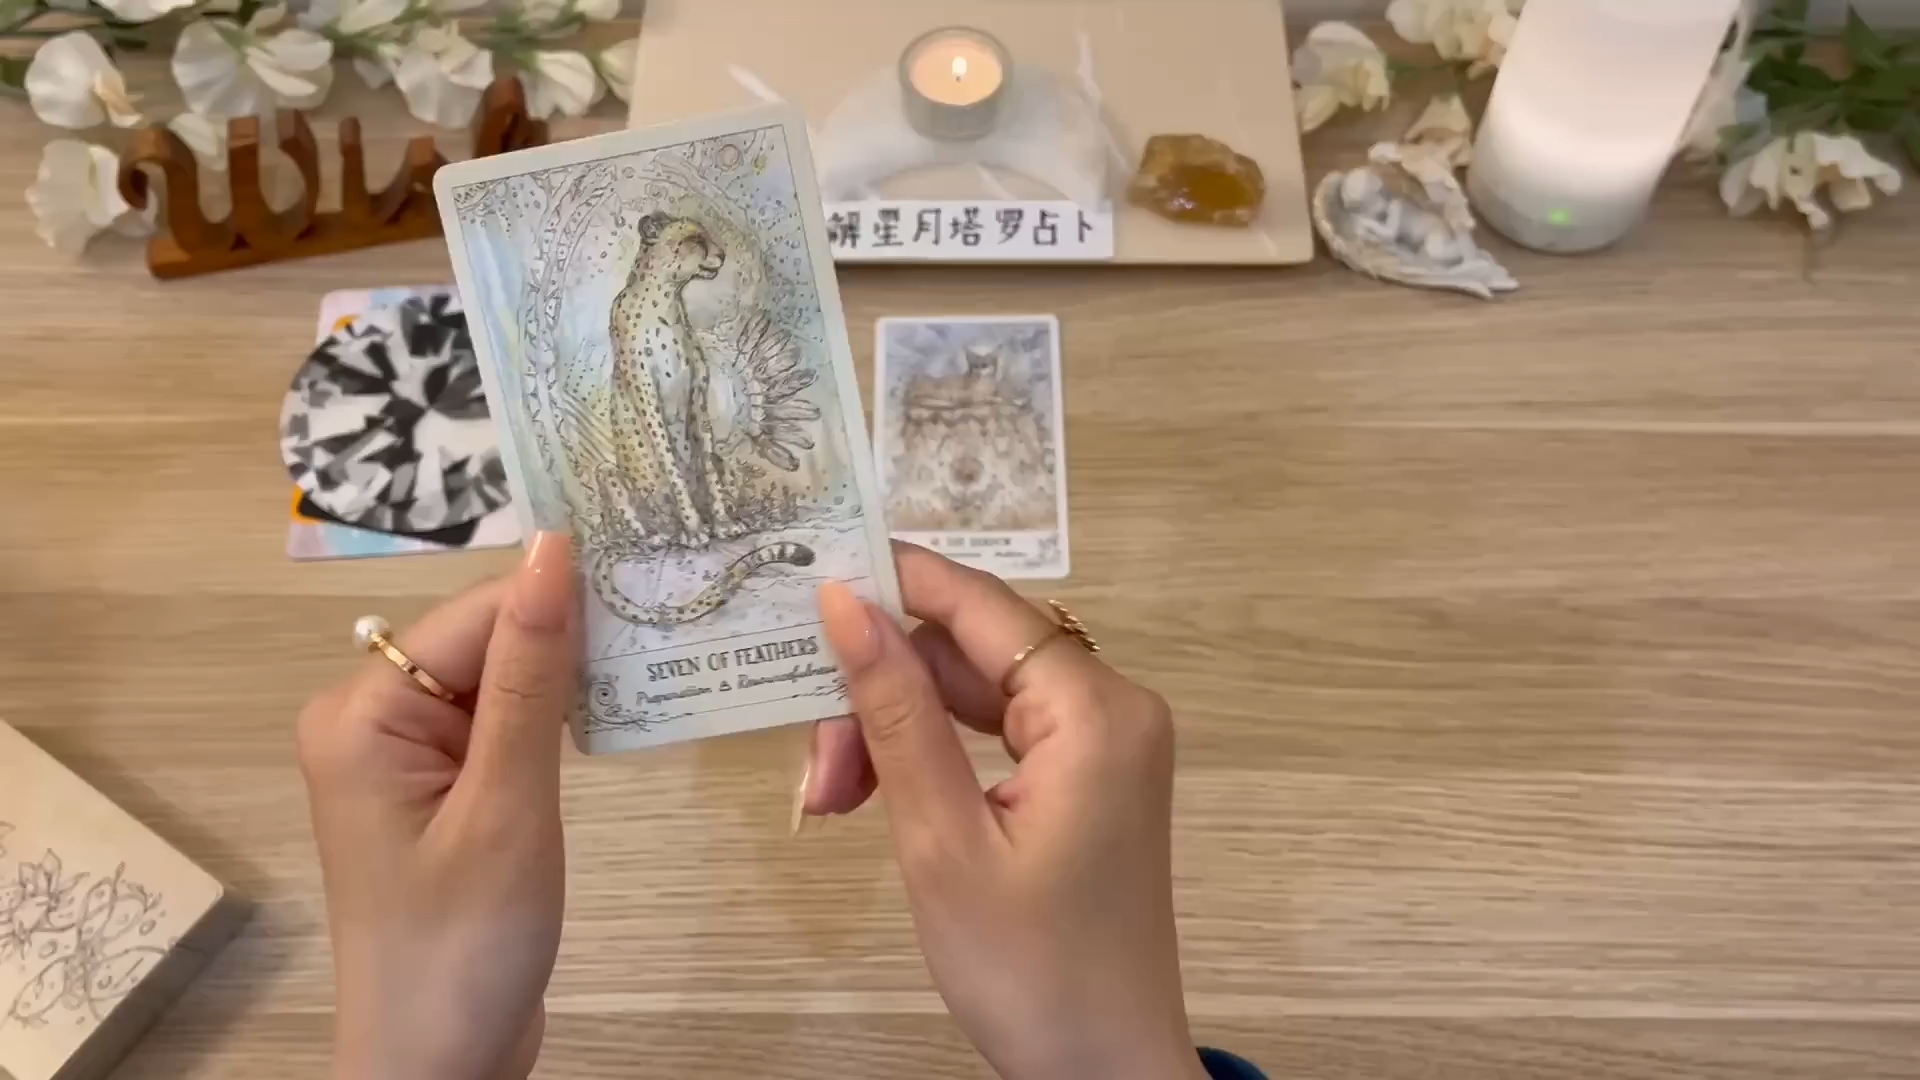 解星月塔罗占卜
SEVEN OF FEATHERS
Preparation △ Resourcefulness